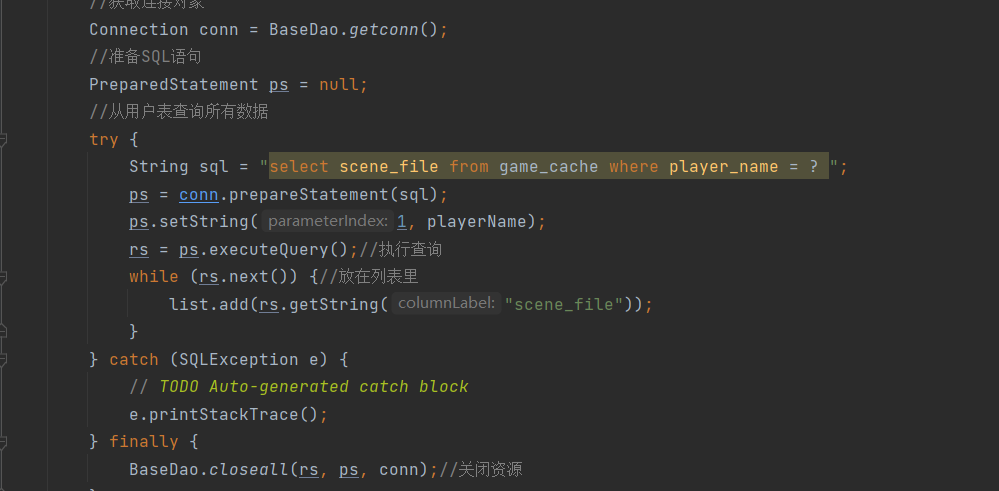 //获取连接对象
Connection conn = BaseDao.getconn();
//准备SQL语句
PreparedStatement ps = null;
//从用户表查询所有数据
try {
String sql = "select scene_file from game_cache where player_name = ? ";
ps = conn.prepareStatement(sql);
ps.setString( parameterIndex: 1, playerName);
rs = ps.executeQuery();//执行查询
while (rs.next()) {//放在列表里
list.add(rs.getString( columnLabel: "scene_file"));
}
} catch (SQLException e) {
// TODO Auto-generated catch block
e.printStackTrace();
} finally {
BaseDao.closeall(rs, ps, conn);//关闭资源
}